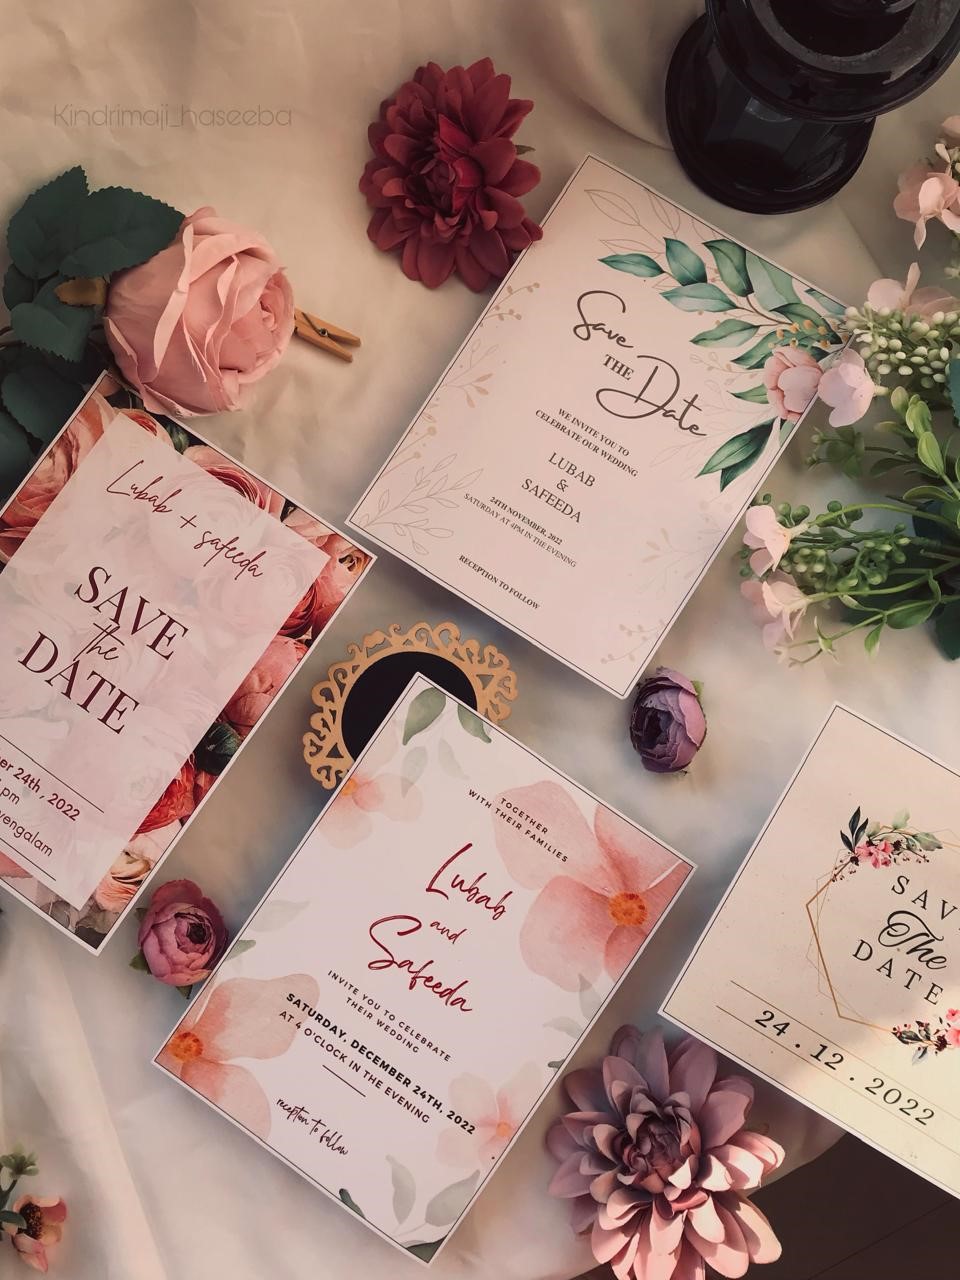 Kindrimaji_haseeba
Save
THE
Date
WE INVITE YOU TO
CELEBRATE OUR WEDDING
LUBAB
&
SAFEEDA
24TH NOVEMBER, 2022
SATURDAY AT 4PM IN THE EVENING
RECEPTION TO FOLLOW
Lubab + safeeda
SAVE
the
DATE
24th, 2022
pm
TOGETHER
WITH THEIR FAMILIES
Lubab
and
Safeeda
INVITE YOU TO CELEBRATE
THEIR WEDDING
SATURDAY, DECEMBER 24TH, 2022
AT 4 O'CLOCK IN THE EVENING
reception to follow
SAV
The
DATE
24.12.2022